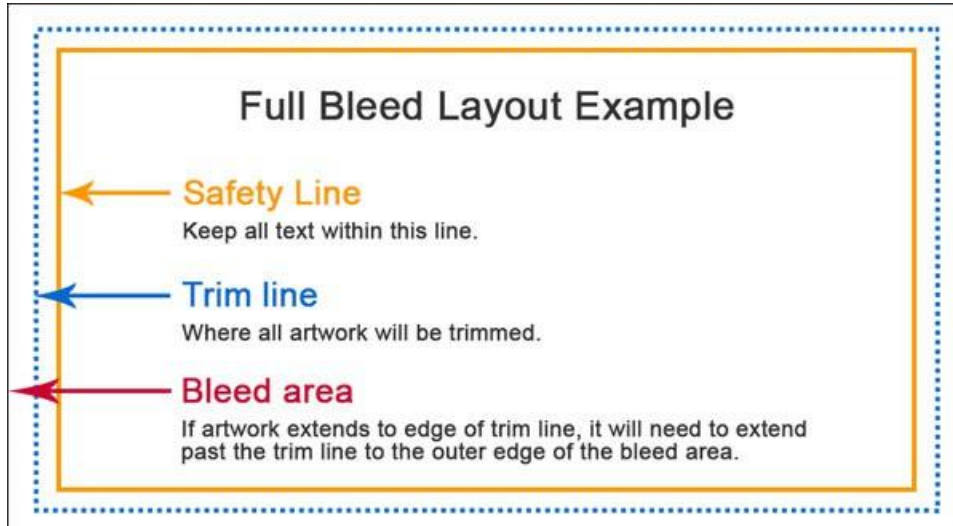 Full Bleed Layout Example
Safety Line
Keep all text within this line.
Trim line
Where all artwork will be trimmed.
Bleed area
If artwork extends to edge of trim line, it will need to extend
past the trim line to the outer edge of the bleed area.